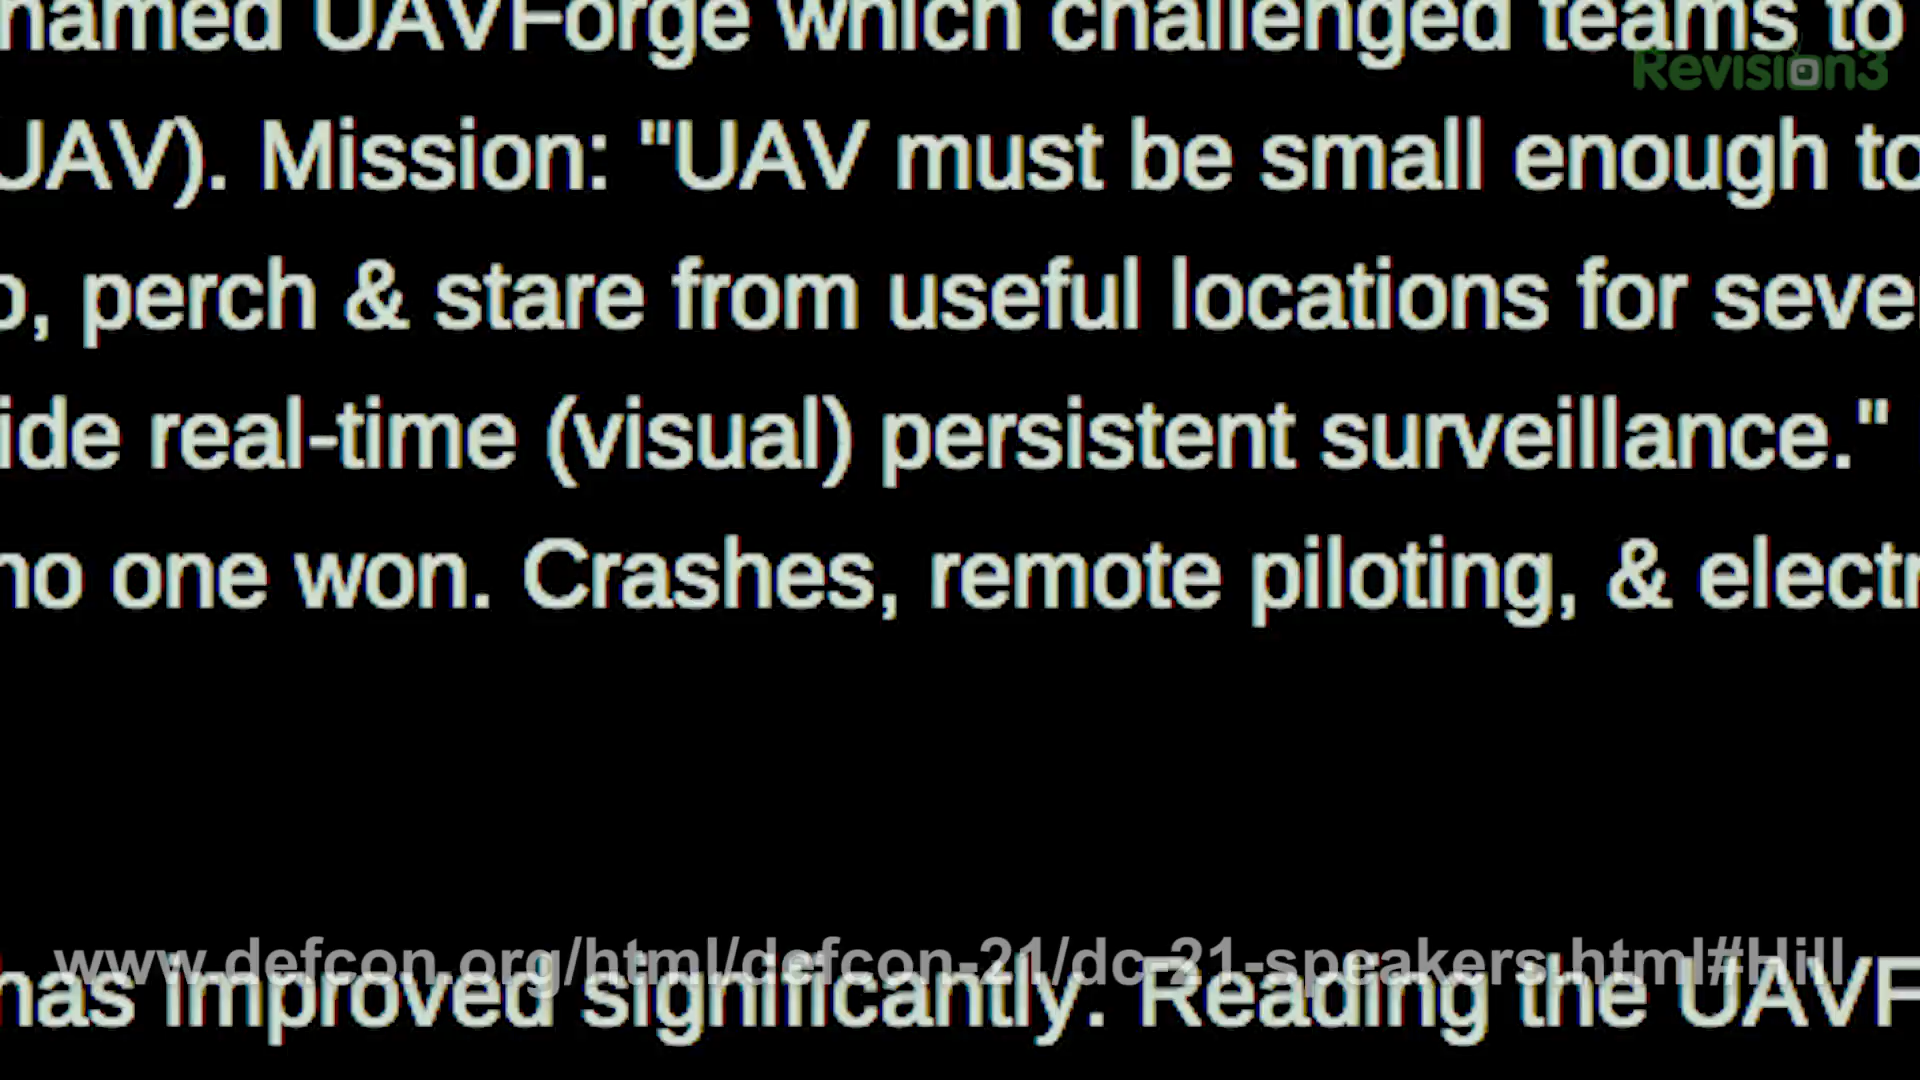 named UAVForge which challenged teams to
Revision3
UAV). Mission: "UAV must be small enough to
o, perch & stare from useful locations for seve
ide real-time (visual) persistent surveillance."
no one won. Crashes, remote piloting, & electr
www.defcon.org/html/defcon-21/dc-21-speakers.html#Hill
has improved significantly. Reading the UAVF